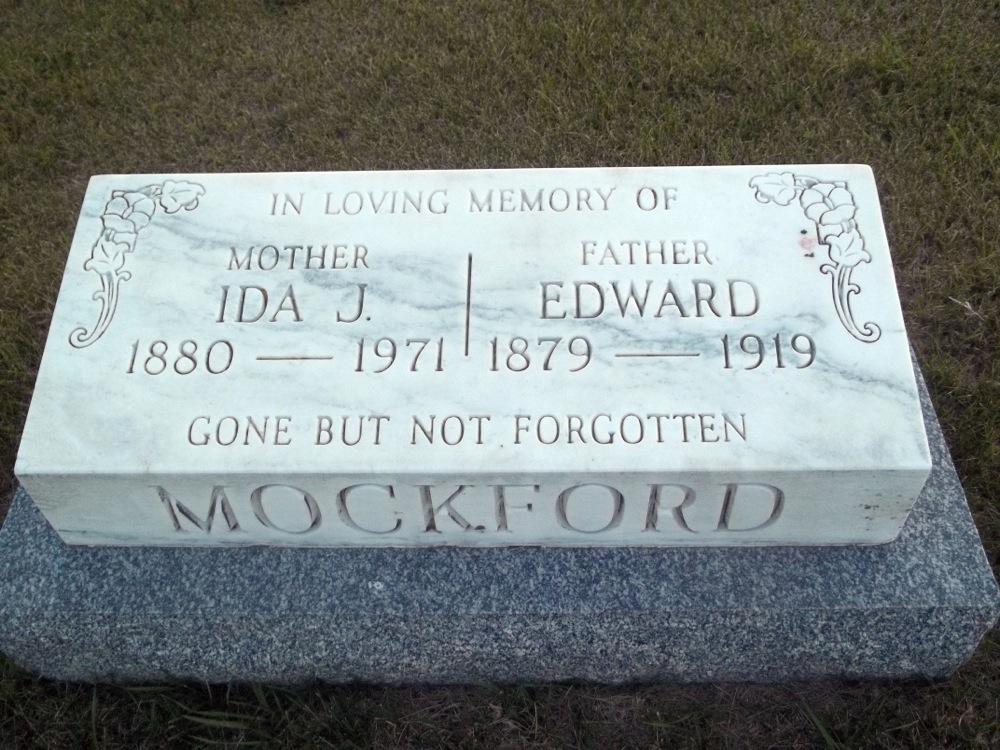 IN LOVING MEMORY OF
MOTHER
IDA J.
1880 — 1971
FATHER
EDWARD
1879 — 1919
GONE BUT NOT FORGOTTEN
MOCKFORD